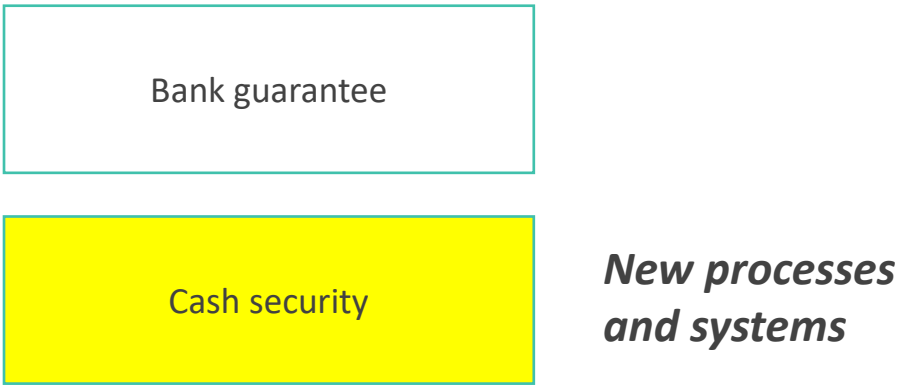 Bank guarantee
Cash security
New processes
and systems